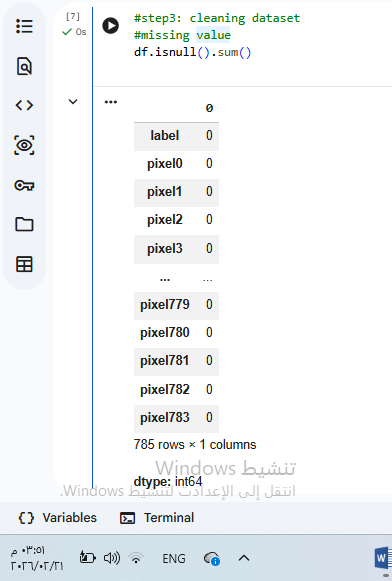 [7]
0s
#step3: cleaning dataset
#missing value
df.isnull().sum()
0
label 0
pixel0 0
pixel1 0
pixel2 0
pixel3 0
... ...
pixel779 0
pixel780 0
pixel781 0
pixel782 0
pixel783 0
785 rows × 1 columns
تنشيط Windows
dtype: int64
انتقل إلى الإعدادت لتنشيط Windows.
{} Variables Terminal
٠٣:٥١ م
ENG
٢٠٢٦/٠٢/٢١
W